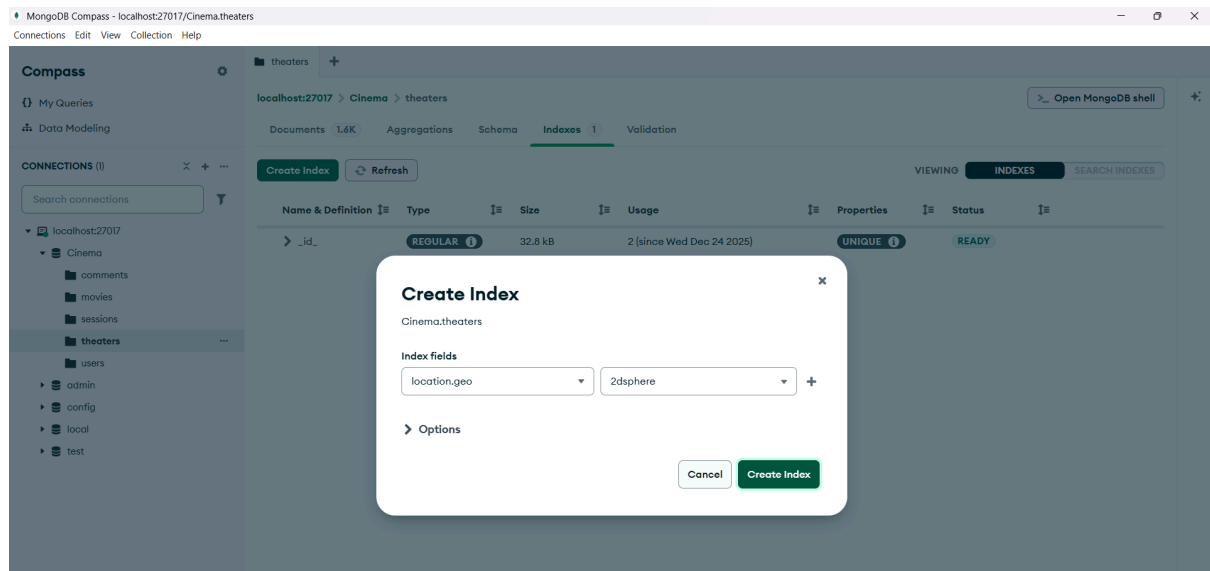 MongoDB Compass - localhost:27017/Cinema.theaters
Connections Edit View Collection Help
Compass
theaters
My Queries
Data Modeling
localhost:27017 > Cinema > theaters
>_ Open MongoDB shell
Documents 1.6K Aggregations Schema Indexes 1 Validation
CONNECTIONS (1)
Search connections
localhost:27017
Cinema
comments
movies
sessions
theaters
users
admin
config
local
test
Create Index Refresh
VIEWING INDEXES SEARCH INDEXES
Name & Definition Type Size Usage Properties Status
_id_ REGULAR 32.8 kB 2 (since Wed Dec 24 2025) UNIQUE READY
Create Index
Cinema.theaters
Index fields
location.geo 2dsphere
Options
Cancel Create Index